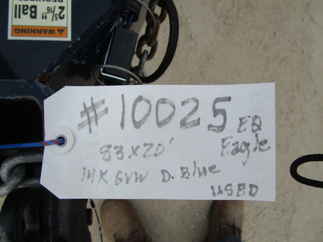 2 5/16" Ball
WARNING
#10025 EQ
83x20' Eagle
14K GVW D. Blue
USED